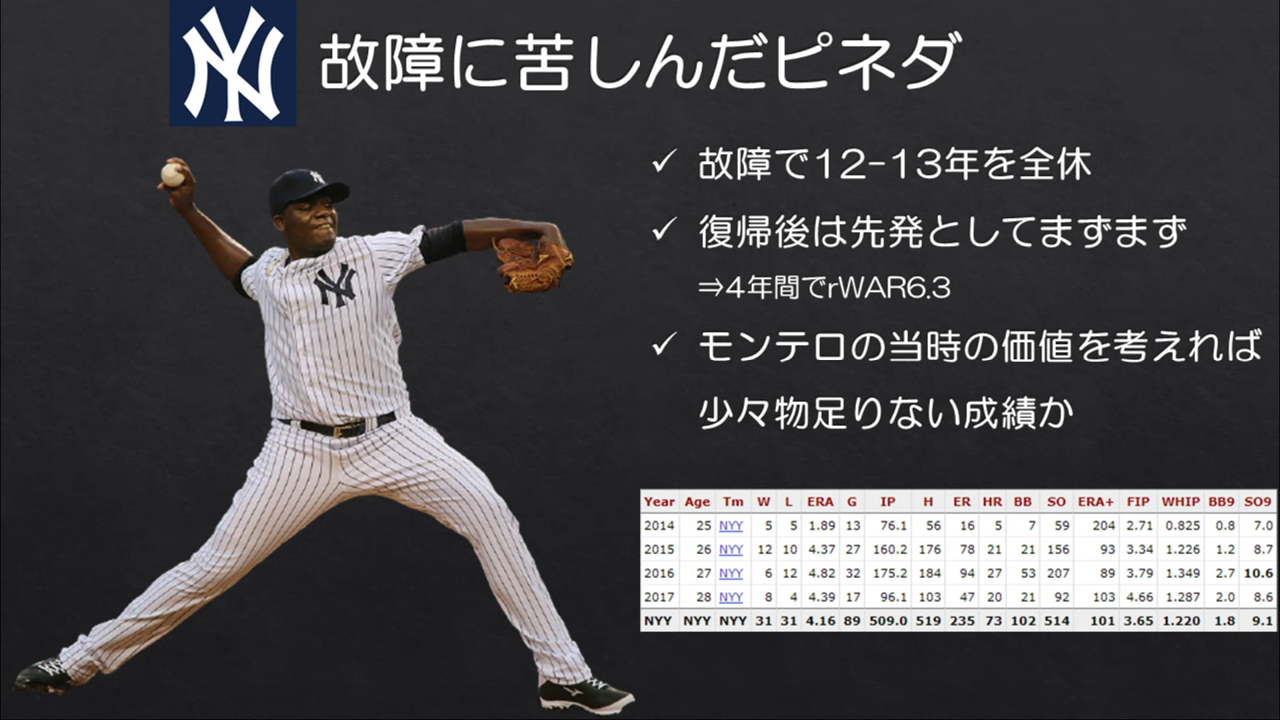 NY
故障に苦しんだピネダ
✓ 故障で12-13年を全休
✓ 復帰後は先発としてまずまず
⇒4年間でrWAR6.3
✓ モンテロの当時の価値を考えれば
少々物足りない成績か
NY
Year Age Tm W L ERA G IP H ER HR BB SO ERA+ FIP WHIP BB9 SO9
2014 25 NYY 5 5 1.89 13 76.1 56 16 5 7 59 204 2.71 0.825 0.8 7.0
2015 26 NYY 12 10 4.37 27 160.2 176 78 21 21 156 93 3.34 1.226 1.2 8.7
2016 27 NYY 6 12 4.82 32 175.2 184 94 27 53 207 89 3.79 1.349 2.7 10.6
2017 28 NYY 8 4 4.39 17 96.1 103 47 20 21 92 103 4.66 1.287 2.0 8.6
NYY NYY NYY 31 31 4.16 89 509.0 519 235 73 102 514 101 3.65 1.220 1.8 9.1